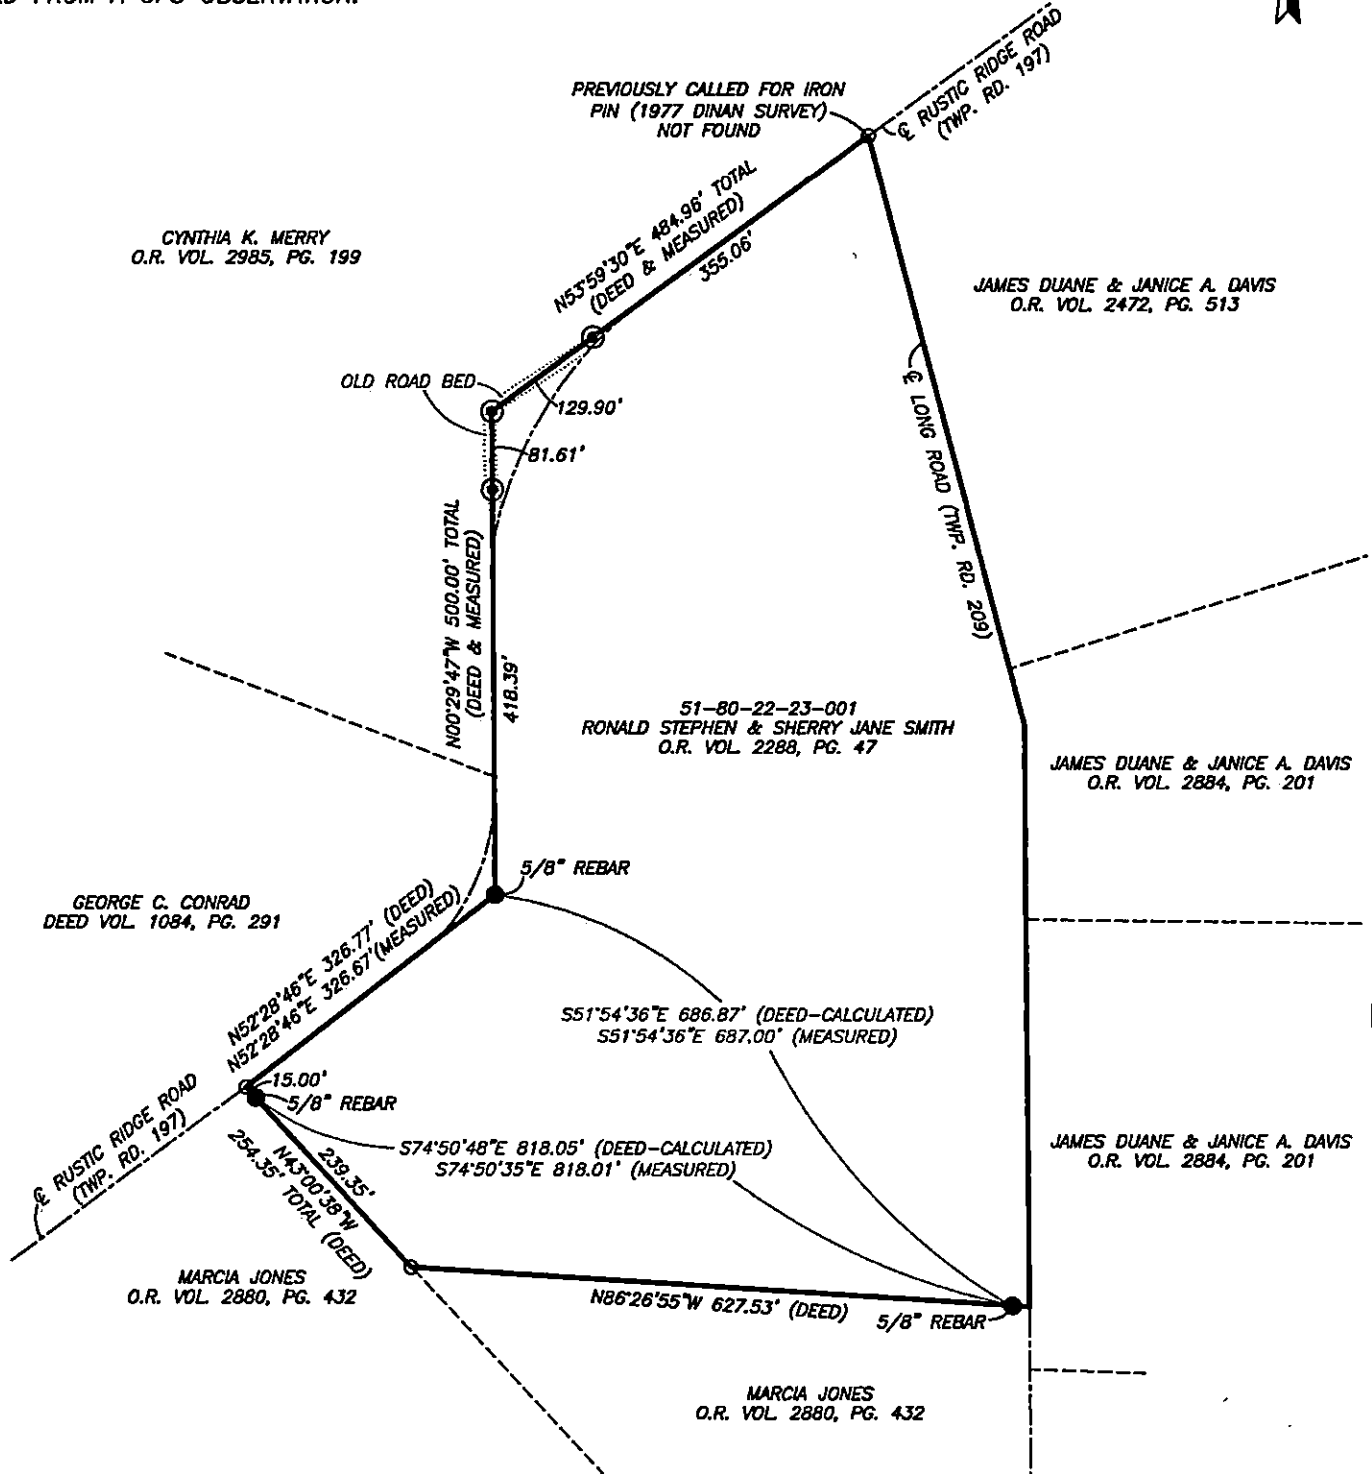 PREVIOUSLY CALLED FOR IRON
PIN (1977 DINAN SURVEY)
NOT FOUND
℄ RUSTIC RIDGE ROAD
(TWP. RD. 197)
N53°59'30"E 484.96' TOTAL
(DEED & MEASURED)
355.06'
CYNTHIA K. MERRY
O.R. VOL. 2985, PG. 199
JAMES DUANE & JANICE A. DAVIS
O.R. VOL. 2472, PG. 513
OLD ROAD BED
129.90'
81.61'
℄ LONG ROAD (TWP. RD. 209)
N00°29'47"W 500.00' TOTAL
(DEED & MEASURED)
418.39'
51-80-22-23-001
RONALD STEPHEN & SHERRY JANE SMITH
O.R. VOL. 2288, PG. 47
JAMES DUANE & JANICE A. DAVIS
O.R. VOL. 2884, PG. 201
5/8" REBAR
GEORGE C. CONRAD
DEED VOL. 1084, PG. 291
N52°28'46"E 326.77' (DEED)
N52°28'46"E 326.67'(MEASURED)
S51°54'36"E 686.87' (DEED-CALCULATED)
S51°54'36"E 687.00' (MEASURED)
15.00'
5/8" REBAR
℄ RUSTIC RIDGE ROAD
(TWP. RD. 197)
S74°50'48"E 818.05' (DEED-CALCULATED)
S74°50'35"E 818.01' (MEASURED)
239.35'
N43°00'38"W
254.35' TOTAL (DEED)
JAMES DUANE & JANICE A. DAVIS
O.R. VOL. 2884, PG. 201
MARCIA JONES
O.R. VOL. 2880, PG. 432
N86°26'55"W 627.53' (DEED)
5/8" REBAR
MARCIA JONES
O.R. VOL. 2880, PG. 432